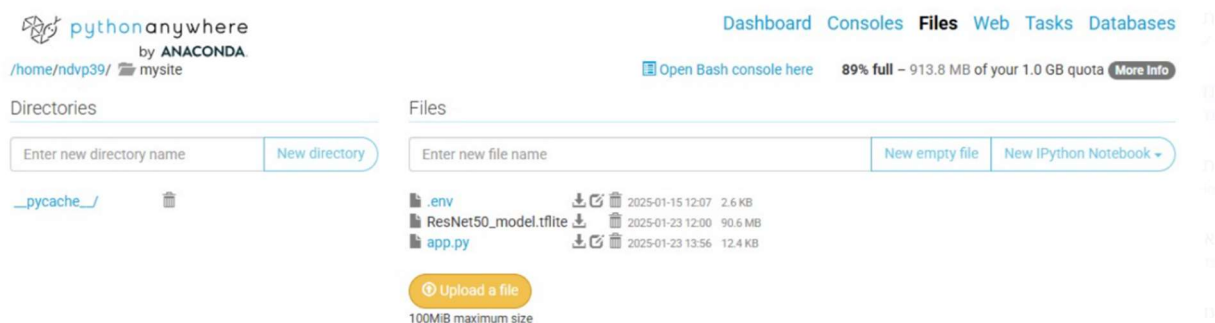 pythonanywhere
by ANACONDA.
Dashboard Consoles Files Web Tasks Databases
/home/ndvp39/ mysite
Open Bash console here 89% full – 913.8 MB of your 1.0 GB quota More Info
Directories
Files
Enter new directory name New directory
Enter new file name New empty file New IPython Notebook
__pycache__/
.env 2025-01-15 12:07 2.6 KB
ResNet50_model.tflite 2025-01-23 12:00 90.6 MB
app.py 2025-01-23 13:56 12.4 KB
Upload a file
100MiB maximum size